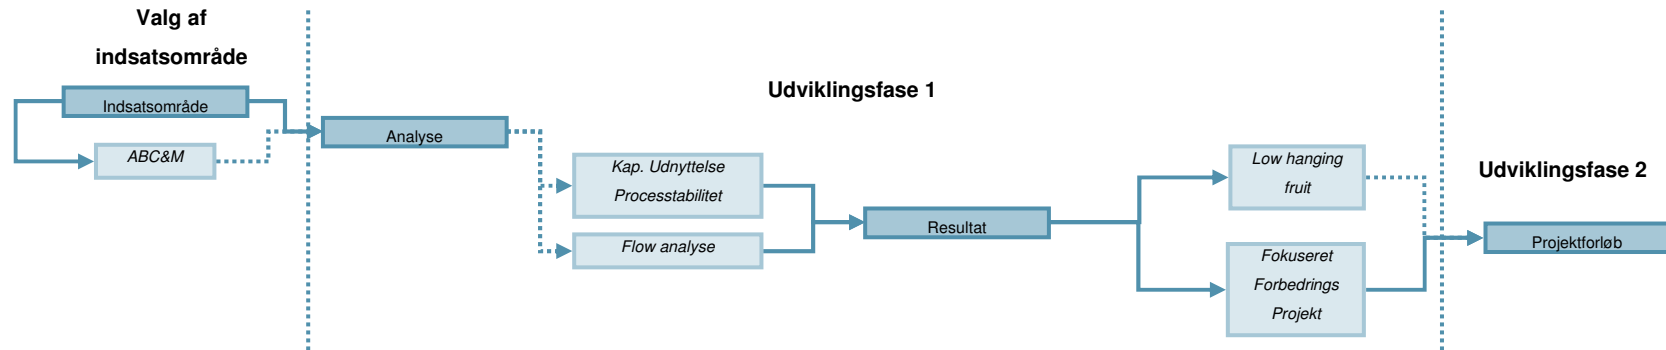 Valg af
indsatsområde
Indsatsområde
ABC&M
Udviklingsfase 1
Analyse
Kap. Udnyttelse
Processtabilitet
Flow analyse
Resultat
Low hanging
fruit
Fokuseret
Forbedrings
Projekt
Udviklingsfase 2
Projektforløb